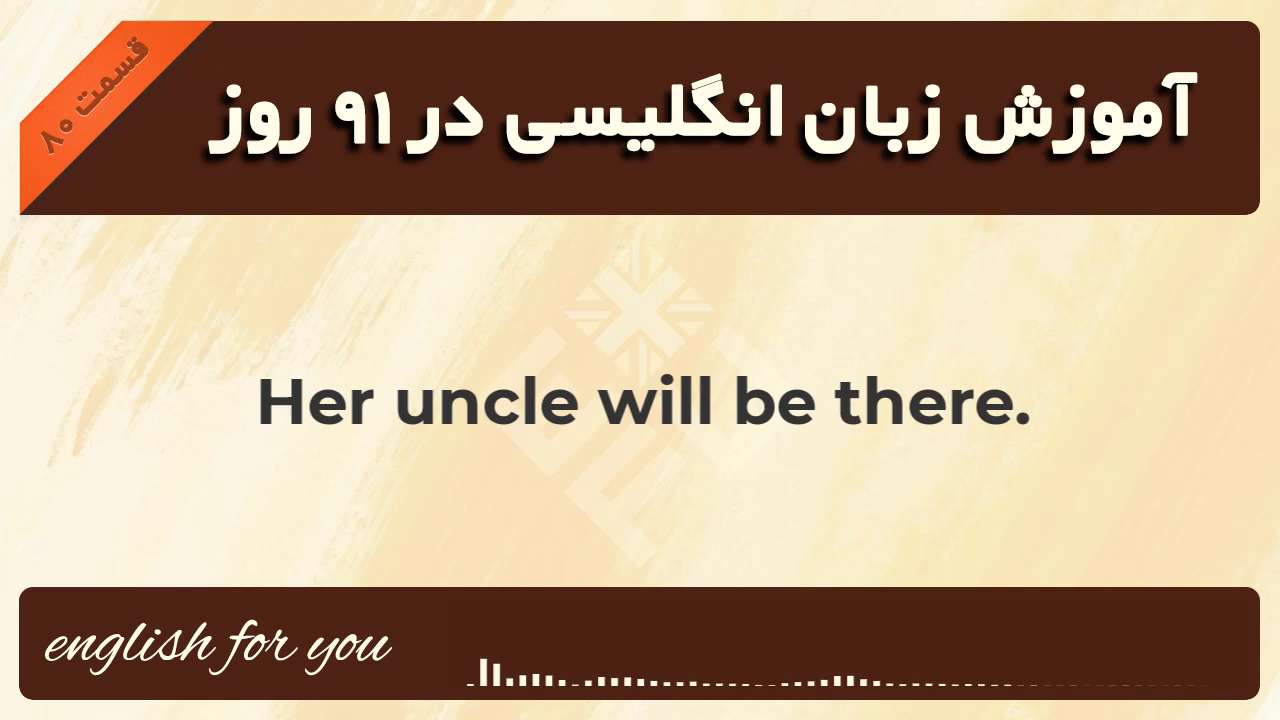 قسمت ۸۰
آموزش زبان انگلیسی در ۹۱ روز
Her uncle will be there.
english for you